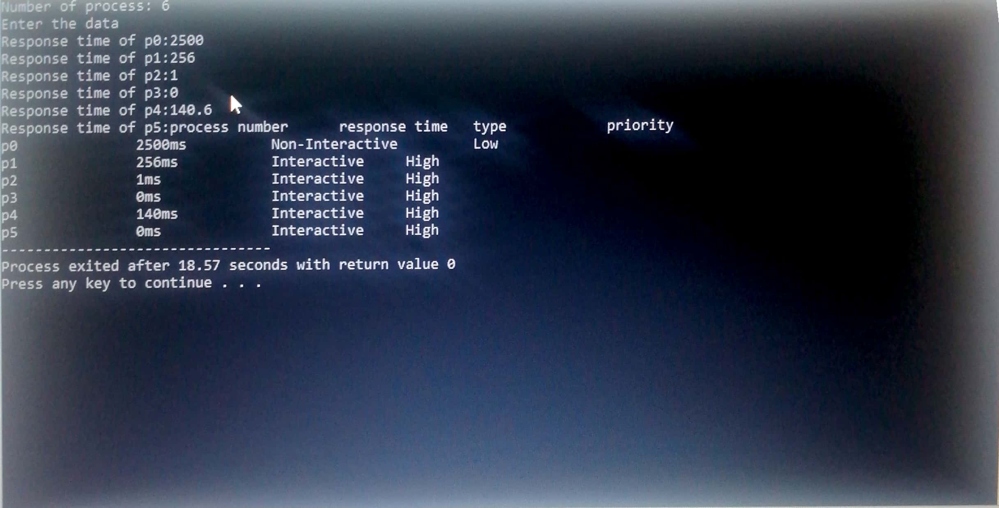 Number of process: 6
Enter the data
Response time of p0:2500
Response time of p1:256
Response time of p2:1
Response time of p3:0
Response time of p4:140.6
Response time of p5:process number response time type priority
p0 2500ms Non-Interactive Low
p1 256ms Interactive High
p2 1ms Interactive High
p3 0ms Interactive High
p4 140ms Interactive High
p5 0ms Interactive High
--------------------------------
Process exited after 18.57 seconds with return value 0
Press any key to continue . . .